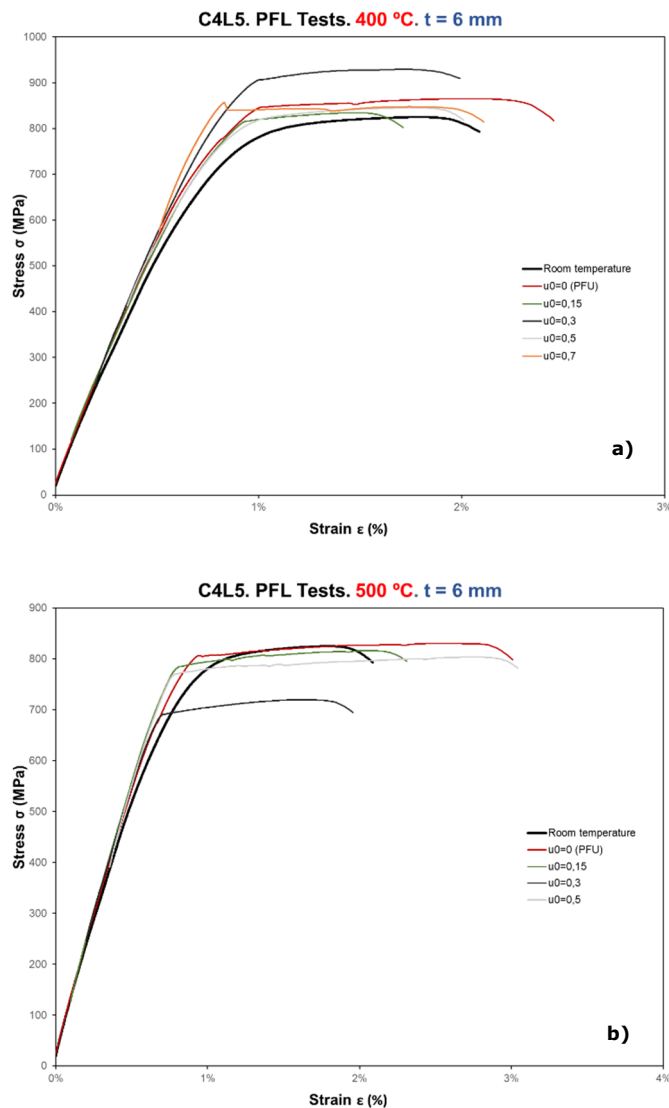 C4L5. PFL Tests. 400 ºC. t = 6 mm
1000
900
800
700
600
500
400
300
200
100
0
Stress σ (MPa)
Room temperature
u0=0 (PFU)
u0=0,15
u0=0,3
u0=0,5
u0=0,7
a)
0%
1%
2%
3%
Strain ε (%)
C4L5. PFL Tests. 500 ºC. t = 6 mm
900
800
700
600
500
400
300
200
100
0
Stress σ (MPa)
Room temperature
u0=0 (PFU)
u0=0,15
u0=0,3
u0=0,5
b)
0%
1%
2%
3%
4%
Strain ε (%)